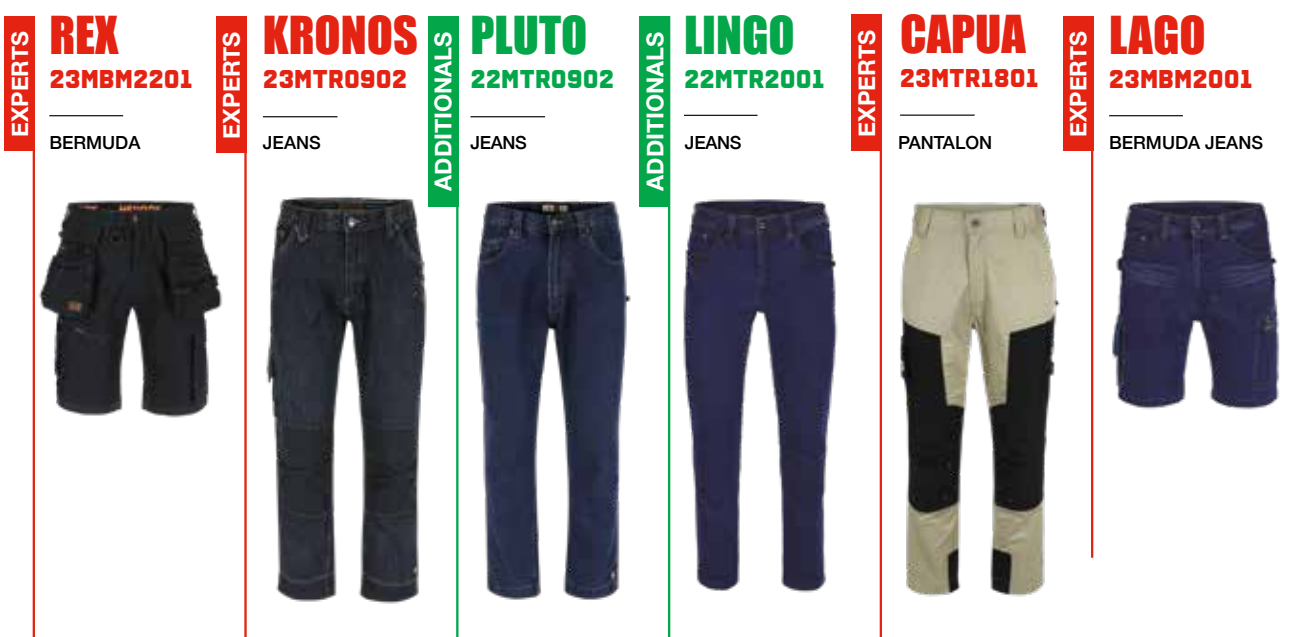 EXPERTS
REX
23MBM2201
BERMUDA
EXPERTS
KRONOS
23MTR0902
JEANS
ADDITIONALS
PLUTO
22MTR0902
JEANS
ADDITIONALS
LINGO
22MTR2001
JEANS
EXPERTS
CAPUA
23MTR1801
PANTALON
EXPERTS
LAGO
23MBM2001
BERMUDA JEANS